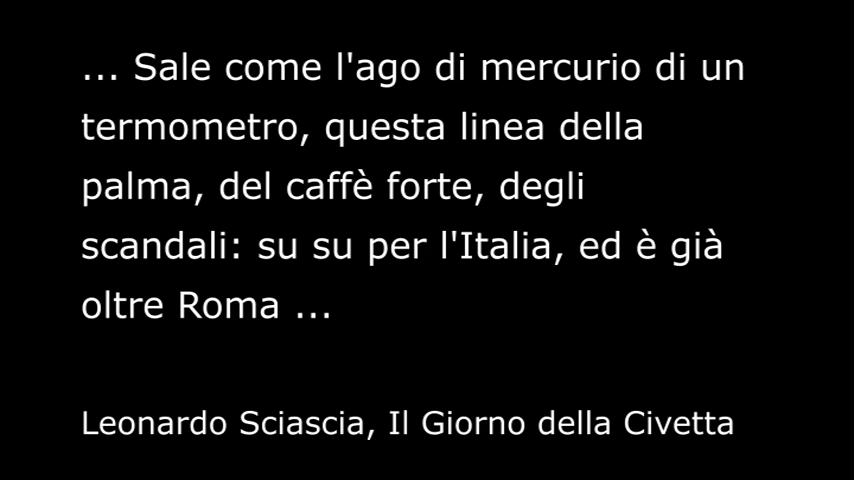 ... Sale come l'ago di mercurio di un
termometro, questa linea della
palma, del caffè forte, degli
scandali: su su per l'Italia, ed è già
oltre Roma ...
Leonardo Sciascia, Il Giorno della Civetta